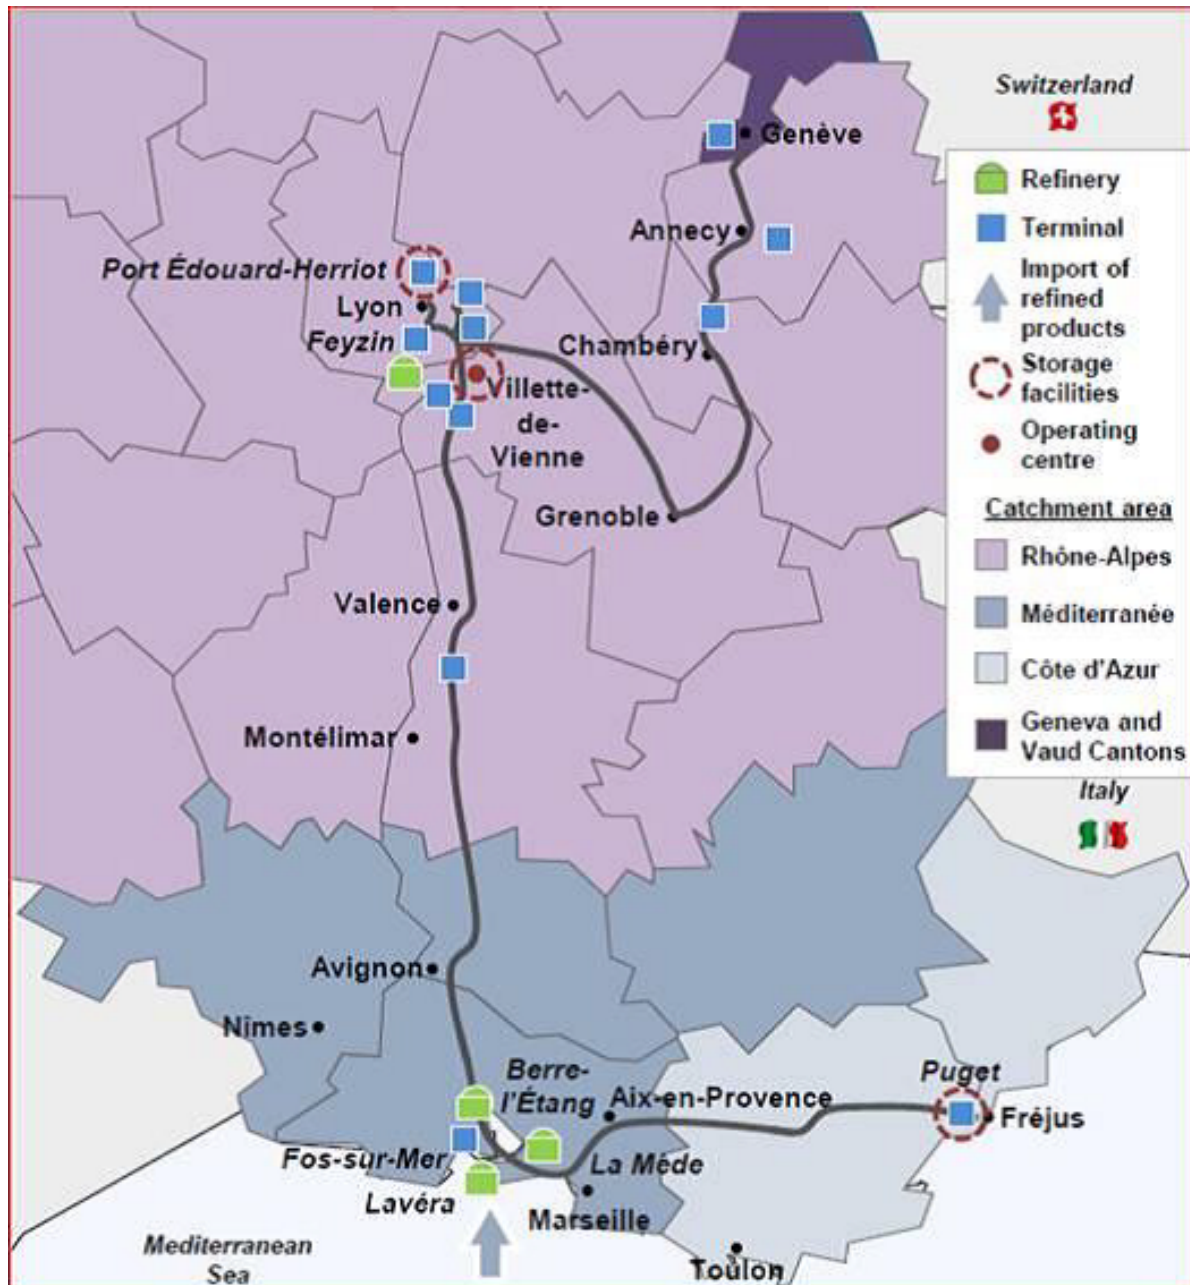 Switzerland
Genève
Refinery
Terminal
Annecy
Port Édouard-Herriot
Import of
refined
products
Lyon
Feyzin
Chambéry
Storage
facilities
Villette-
de-
Vienne
Operating
centre
Grenoble
Catchment area
Rhône-Alpes
Valence
Méditerranée
Côte d'Azur
Montélimar
Geneva and
Vaud Cantons
Italy
Avignon
Nîmes
Berre-
l'Étang
Aix-en-Provence
Puget
Fréjus
Fos-sur-Mer
La Mède
Lavéra
Marseille
Mediterranean
Sea
Toulon